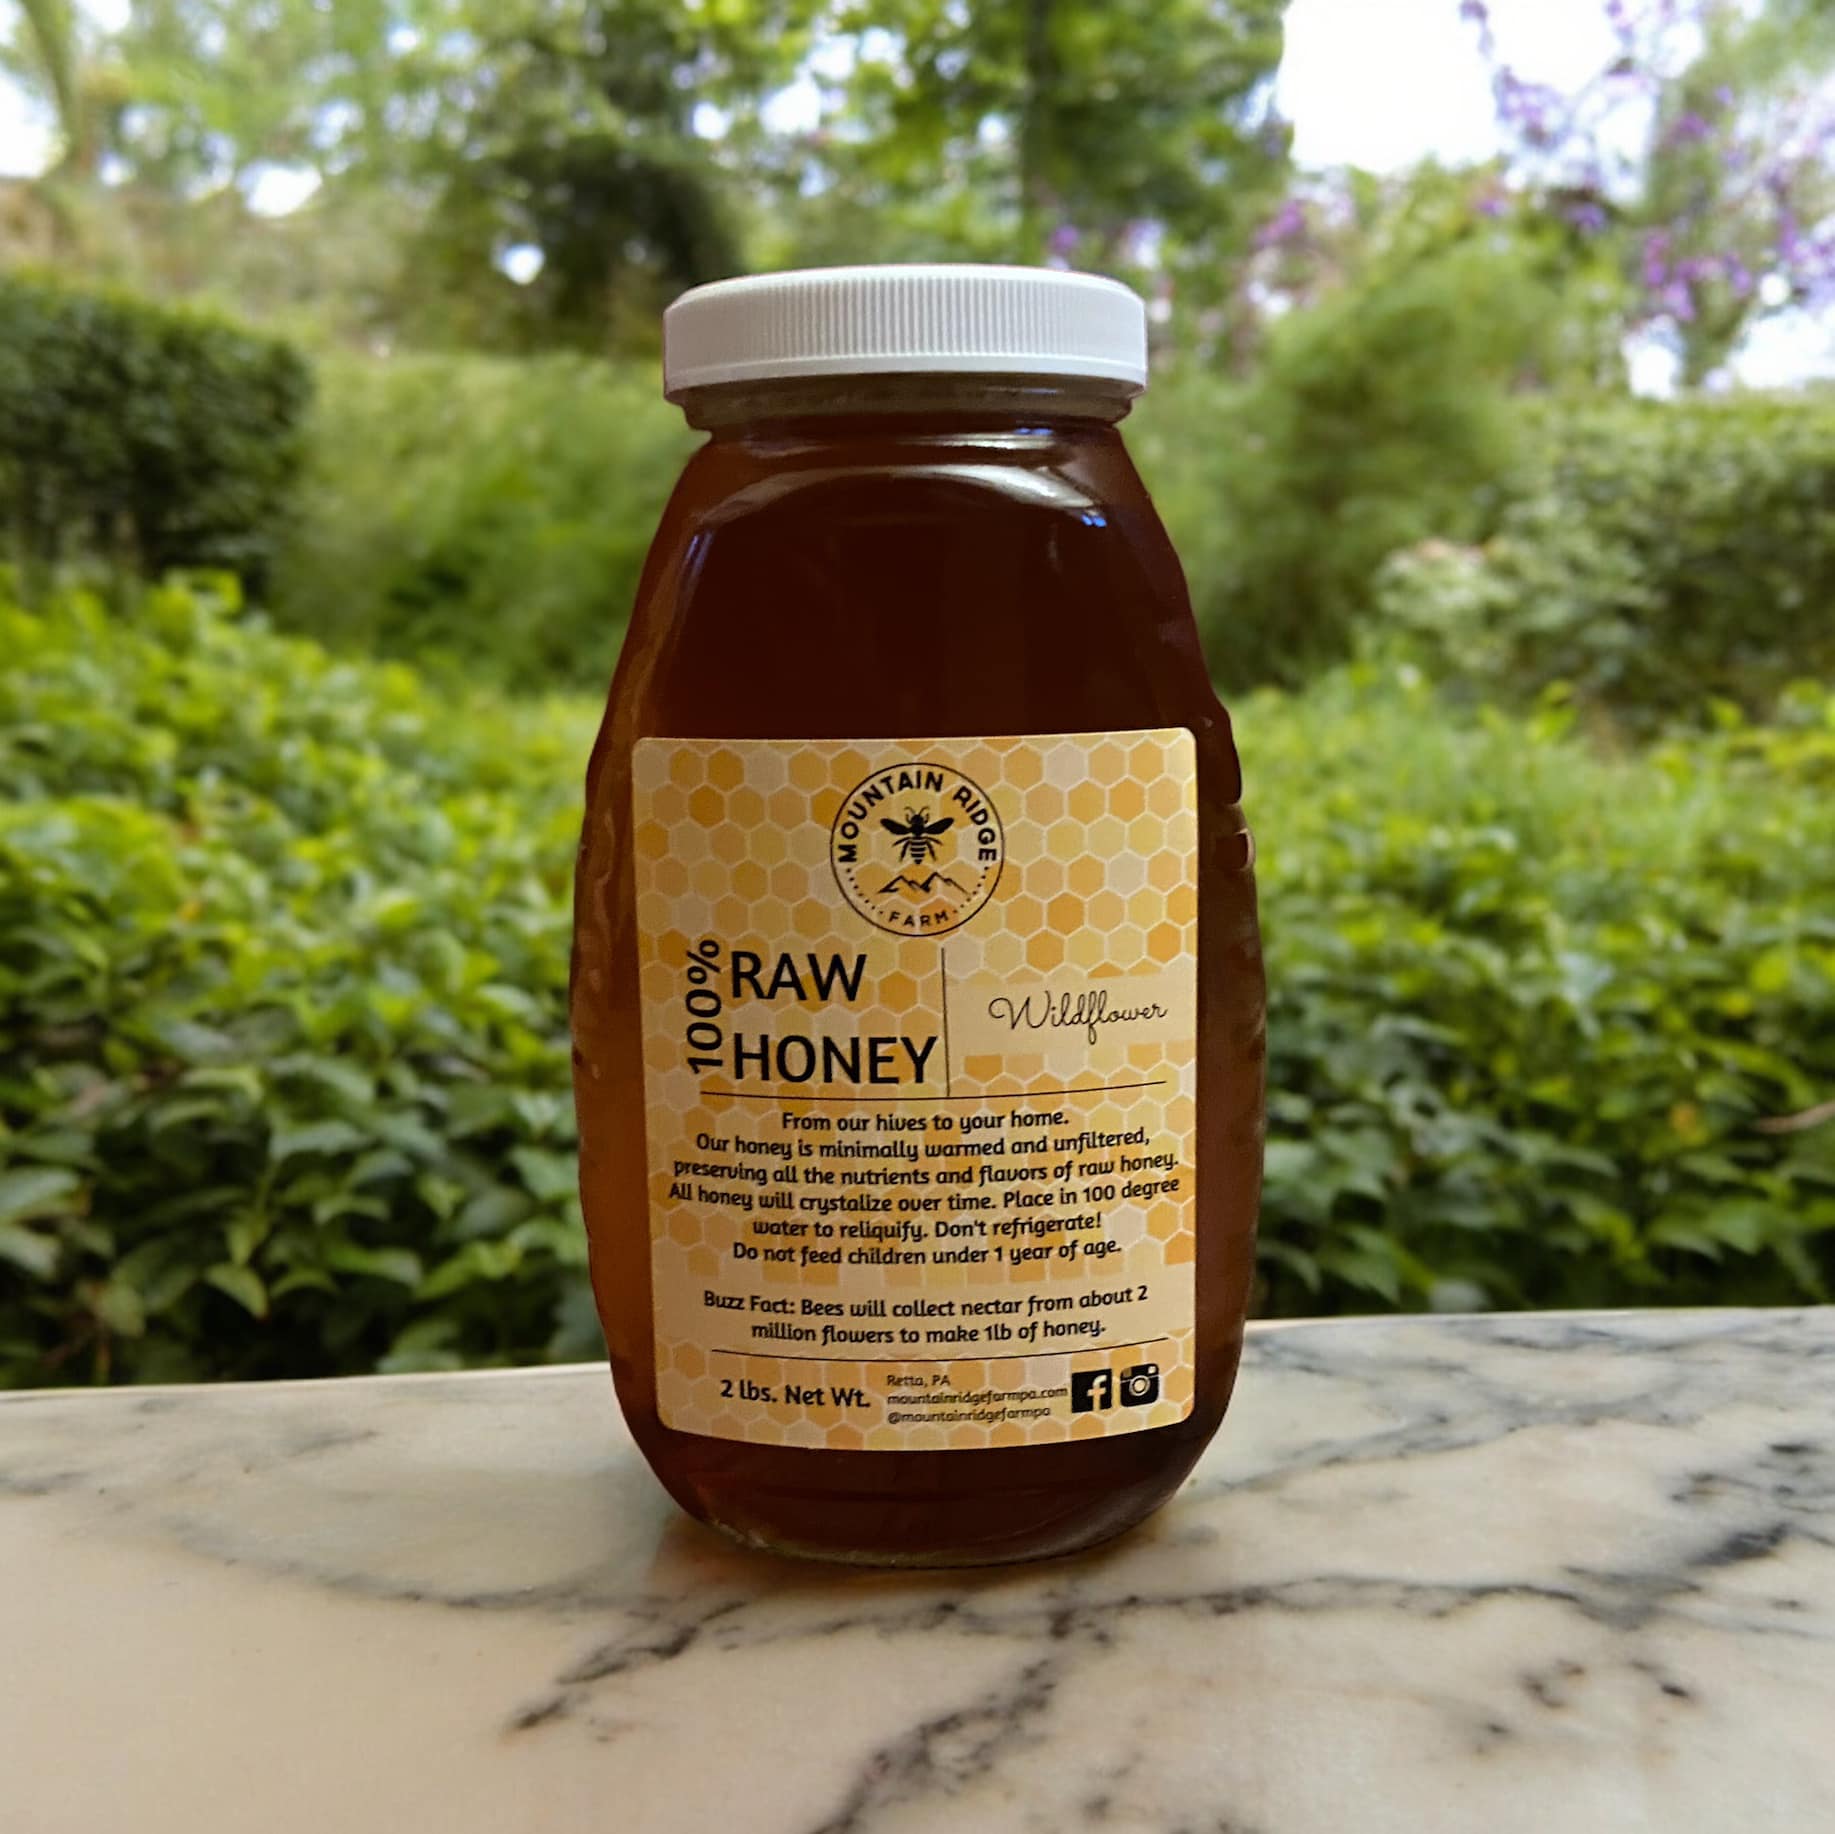 MOUNTAIN RIDGE
FARM
100%
RAW
HONEY
Wildflower
From our hives to your home.
Our honey is minimally warmed and unfiltered,
preserving all the nutrients and flavors of raw honey.
All honey will crystalize over time. Place in 100 degree
water to reliquify. Don't refrigerate!
Do not feed children under 1 year of age.
Buzz Fact: Bees will collect nectar from about 2
million flowers to make 1lb of honey.
2 lbs. Net Wt.
Retta, PA
mountainridgefarmpa.com
@mountainridgefarmpa